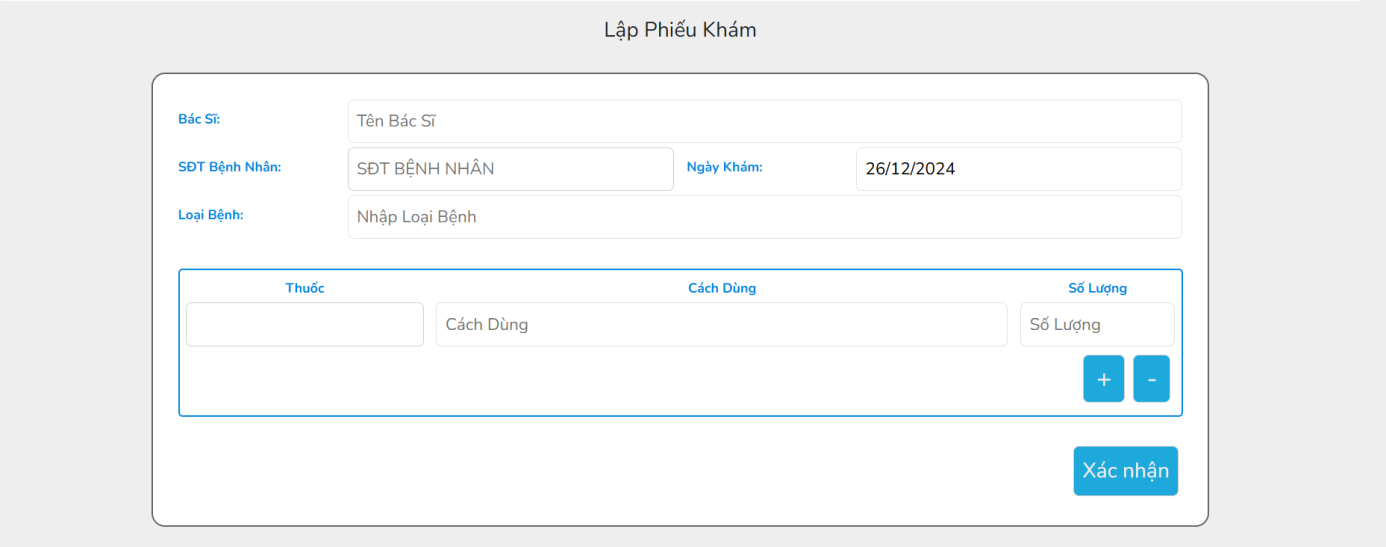 Lập Phiếu Khám
Bác Sĩ: Tên Bác Sĩ
SĐT Bệnh Nhân: SĐT BỆNH NHÂN Ngày Khám: 26/12/2024
Loại Bệnh: Nhập Loại Bệnh
Thuốc Cách Dùng Số Lượng
Cách Dùng Số Lượng
+ -
Xác nhận